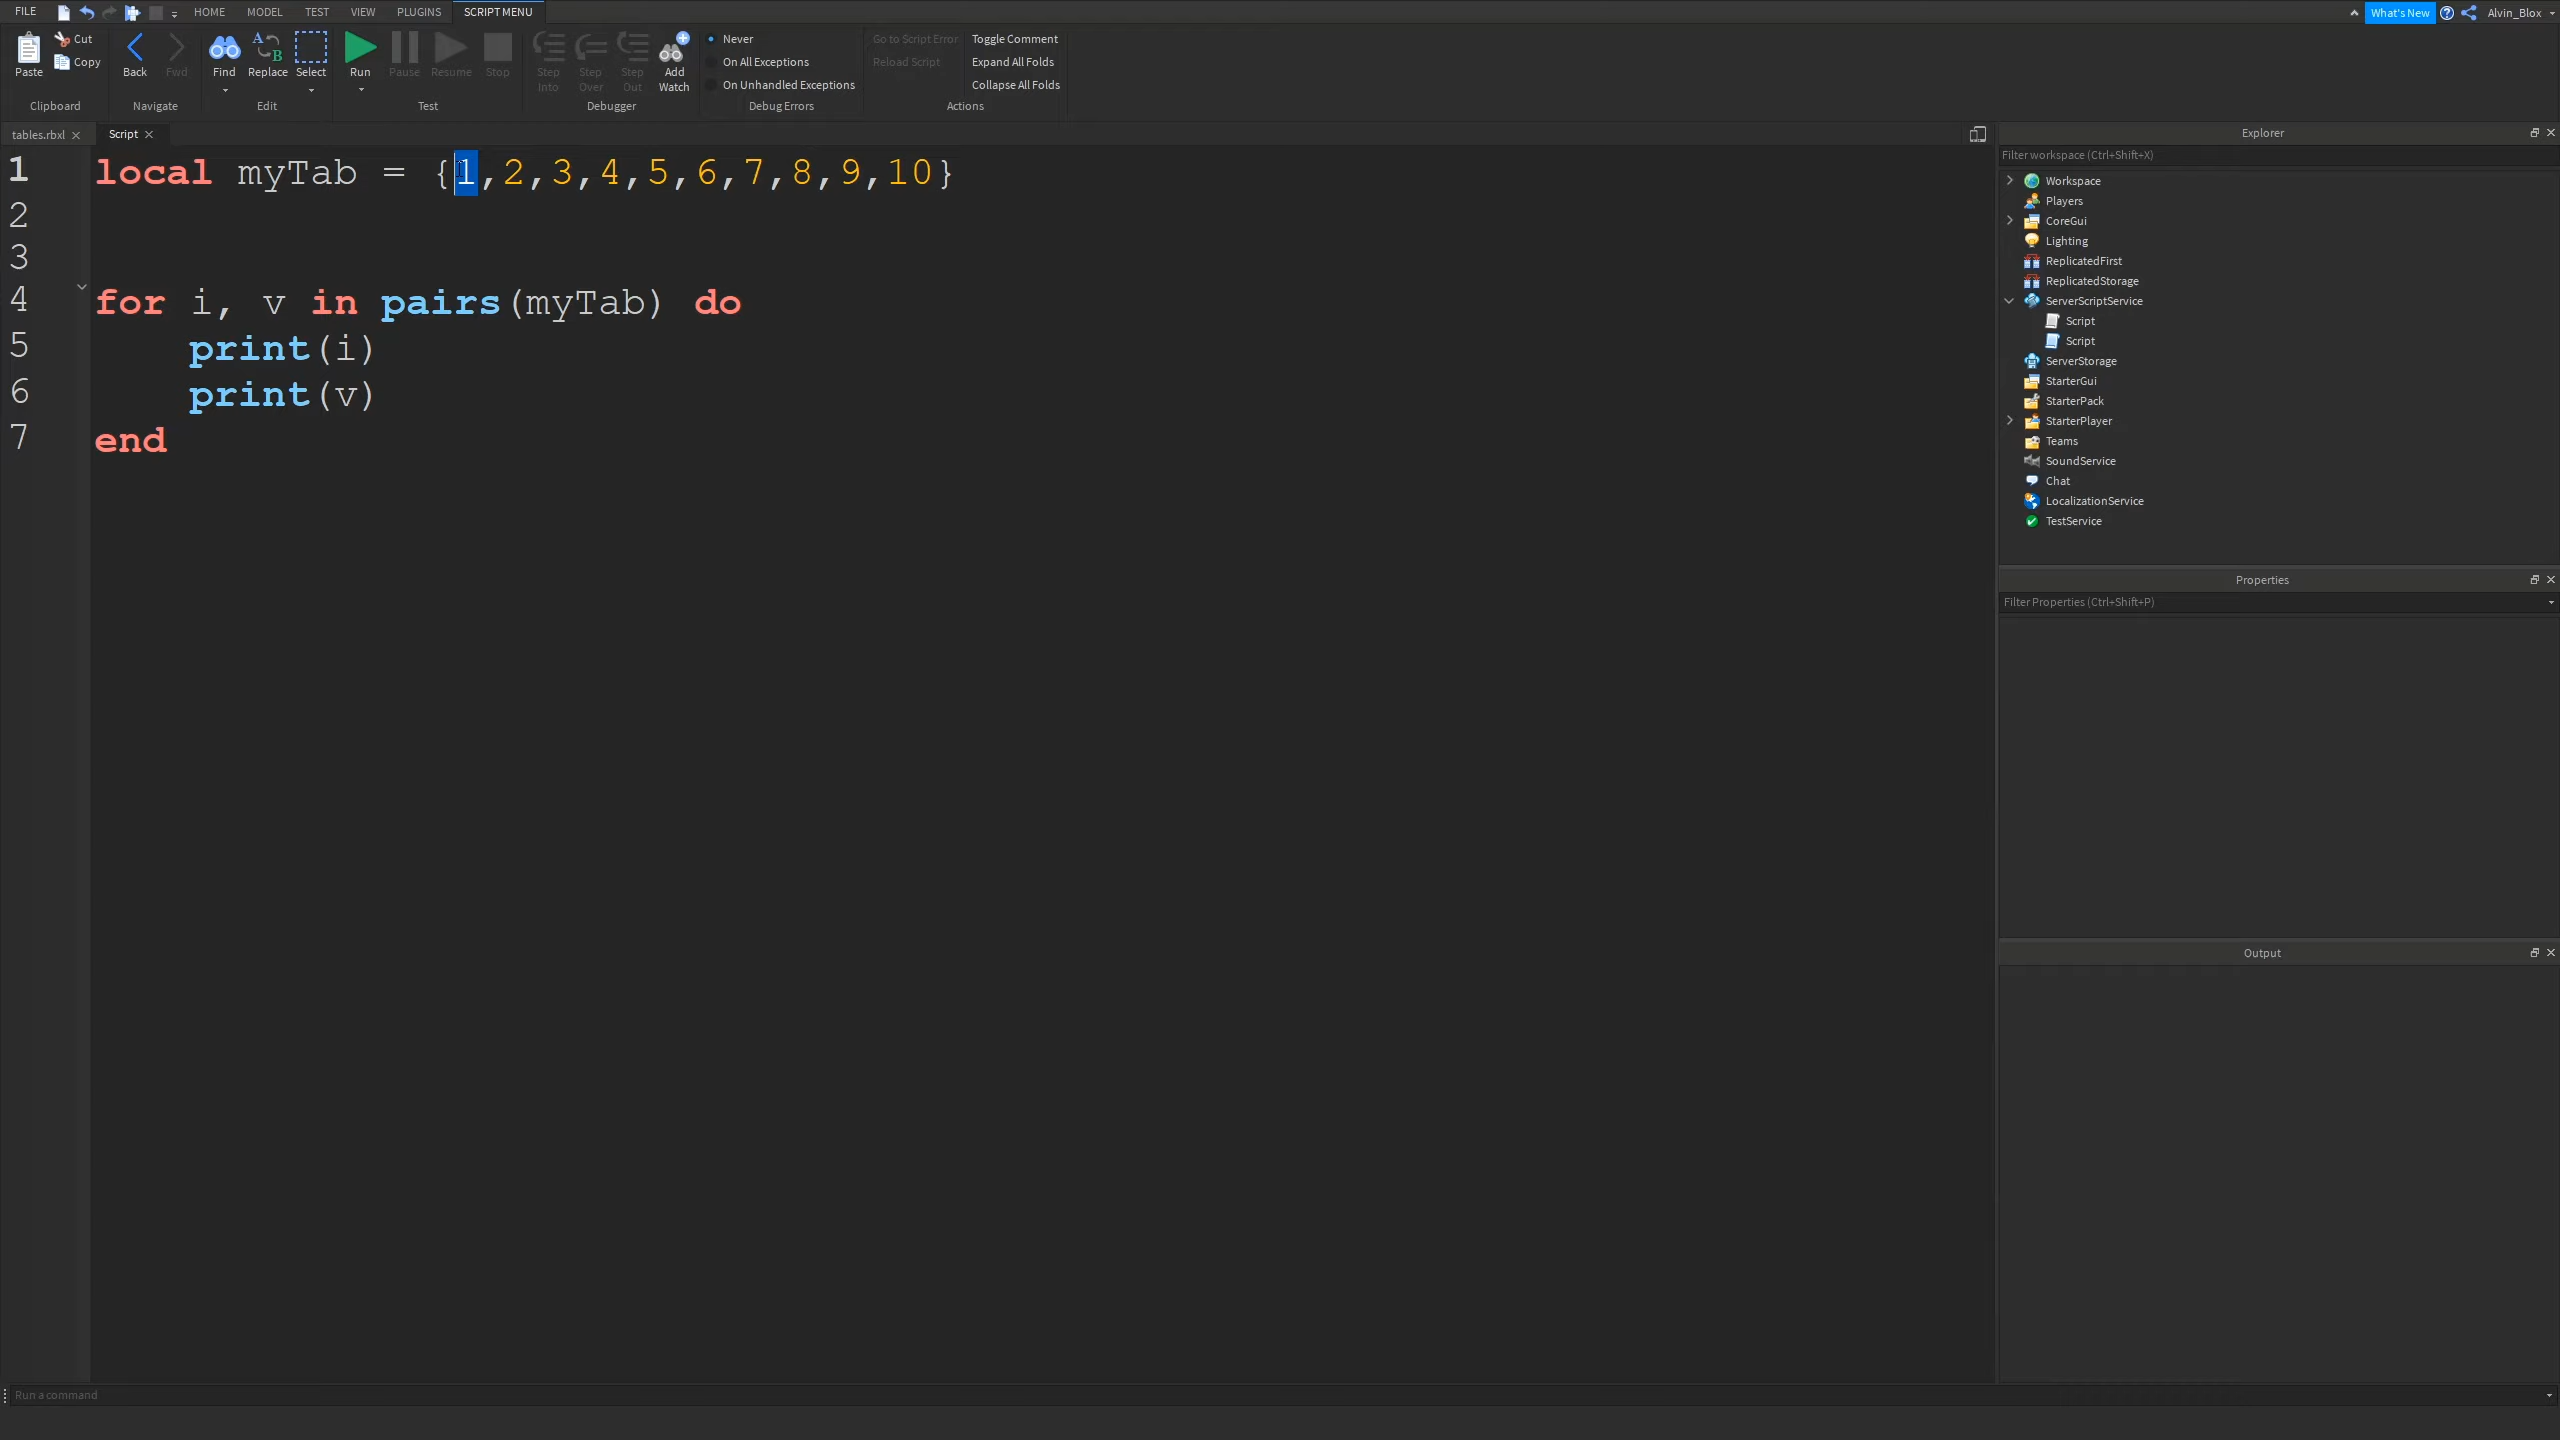 FILE HOME MODEL TEST VIEW PLUGINS SCRIPT MENU What's New Alvin_Blox
Paste Cut Copy Back Fwd Find Replace Select Run Pause Resume Stop Step Into Step Over Step Out Add Watch Never On All Exceptions On Unhandled Exceptions Go to Script Error Reload Script Toggle Comment Expand All Folds Collapse All Folds
Clipboard Navigate Edit Test Debugger Debug Errors Actions
tables.rbxl Script
1 local myTab = {1,2,3,4,5,6,7,8,9,10}
2
3
4 for i, v in pairs(myTab) do
5 print(i)
6 print(v)
7 end
Explorer
Filter workspace (Ctrl+Shift+X)
Workspace
Players
CoreGui
Lighting
ReplicatedFirst
ReplicatedStorage
ServerScriptService
Script
Script
ServerStorage
StarterGui
StarterPack
StarterPlayer
Teams
SoundService
Chat
LocalizationService
TestService
Properties
Filter Properties (Ctrl+Shift+P)
Output
Run a command